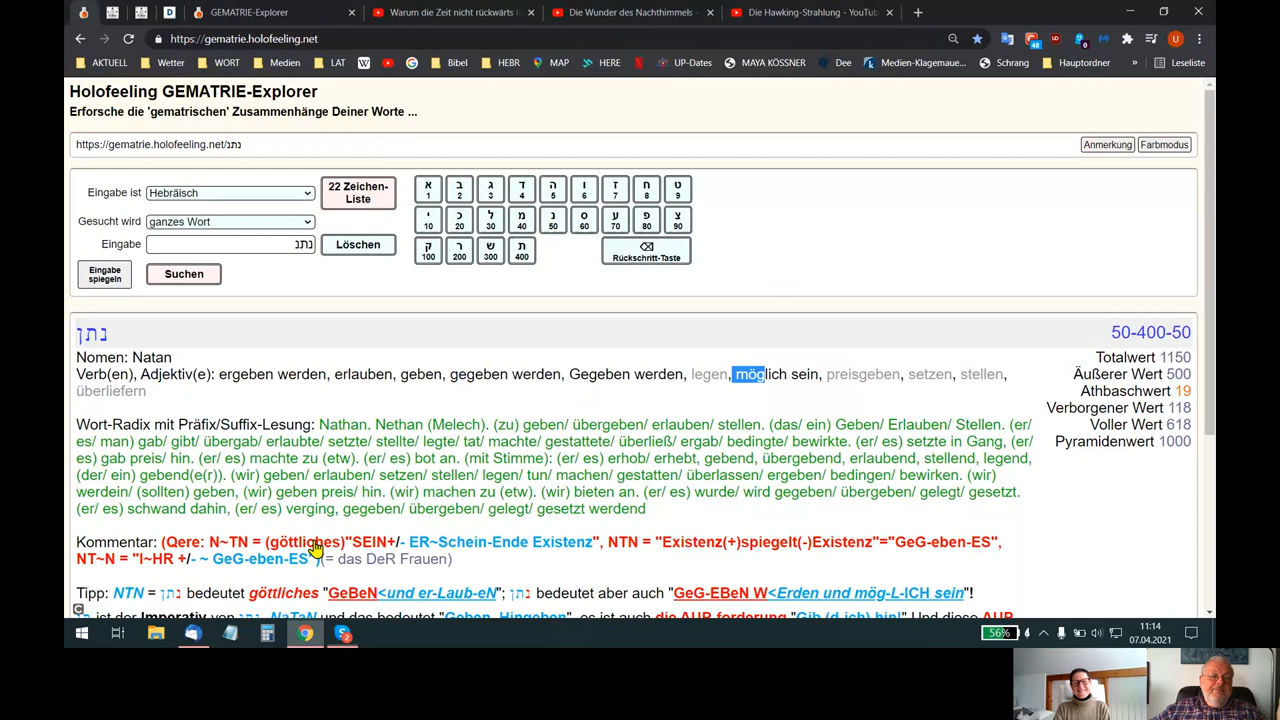 GEMATRIE-Explorer
Warum die Zeit nicht rückwärts l
Die Wunder des Nachthimmels -
Die Hawking-Strahlung - YouTub
https://gematrie.holofeeling.net
AKTUELL Wetter WORT Medien LAT Bibel HEBR MAP HERE UP-Dates MAYA KÖSSNER Dee Medien-Klagemaue... Schrang Hauptordner » Leseliste
Holofeeling GEMATRIE-Explorer
Erforsche die 'gematrischen' Zusammenhänge Deiner Worte ...
https://gematrie.holofeeling.net/נתנ
Anmerkung Farbmodus
Eingabe ist Hebräisch
22 Zeichen-Liste
Gesucht wird ganzes Wort
Eingabe נתנ Löschen
Eingabe spiegeln
Suchen
א ב ג ד ה ו ז ח ט
1 2 3 4 5 6 7 8 9
י כ ל מ נ ס ע פ צ
10 20 30 40 50 60 70 80 90
ק ר ש ת
100 200 300 400
Rückschritt-Taste
נתן 50-400-50
Nomen: Natan
Verb(en), Adjektiv(e): ergeben werden, erlauben, geben, gegeben werden, Gegeben werden, legen, möglich sein, preisgeben, setzen, stellen,
überliefern
Totalwert 1150
Äußerer Wert 500
Athbaschwert 19
Verborgener Wert 118
Voller Wert 618
Pyramidenwert 1000
Wort-Radix mit Präfix/Suffix-Lesung: Nathan. Nethan (Melech). (zu) geben/ übergeben/ erlauben/ stellen. (das/ ein) Geben/ Erlauben/ Stellen. (er/
es/ man) gab/ gibt/ übergab/ erlaubte/ setzte/ stellte/ legte/ tat/ machte/ gestattete/ überließ/ ergab/ bedingte/ bewirkte. (er/ es) setzte in Gang, (er/
es) gab preis/ hin. (er/ es) machte zu (etw). (er/ es) bot an. (mit Stimme): (er/ es) erhob/ erhebt, gebend, übergebend, erlaubend, stellend, legend,
(der/ ein) gebend(e(r)). (wir) geben/ erlauben/ setzen/ stellen/ legen/ tun/ machen/ gestatten/ überlassen/ ergeben/ bedingen/ bewirken. (wir)
werdein/ (sollten) geben, (wir) geben preis/ hin. (wir) machen zu (etw). (wir) bieten an. (er/ es) wurde/ wird gegeben/ übergeben/ gelegt/ gesetzt.
(er/ es) schwand dahin, (er/ es) verging, gegeben/ übergeben/ gelegt/ gesetzt werdend
Kommentar: (Qere: N~TN = (göttliches)"SEIN+/- ER~Schein-Ende Existenz", NTN = "Existenz(+)spiegelt(-)Existenz"="GeG-eben-ES",
NT~N = "I~HR +/- ~ GeG-eben-ES")(= das DeR Frauen)
Tipp: NTN = נתן bedeutet göttliches "GeBeN<und er-Laub-eN"; נתן bedeutet aber auch "GeG-EBeN W<Erden und mög-L-ICH sein"!
56%
11:14
07.04.2021